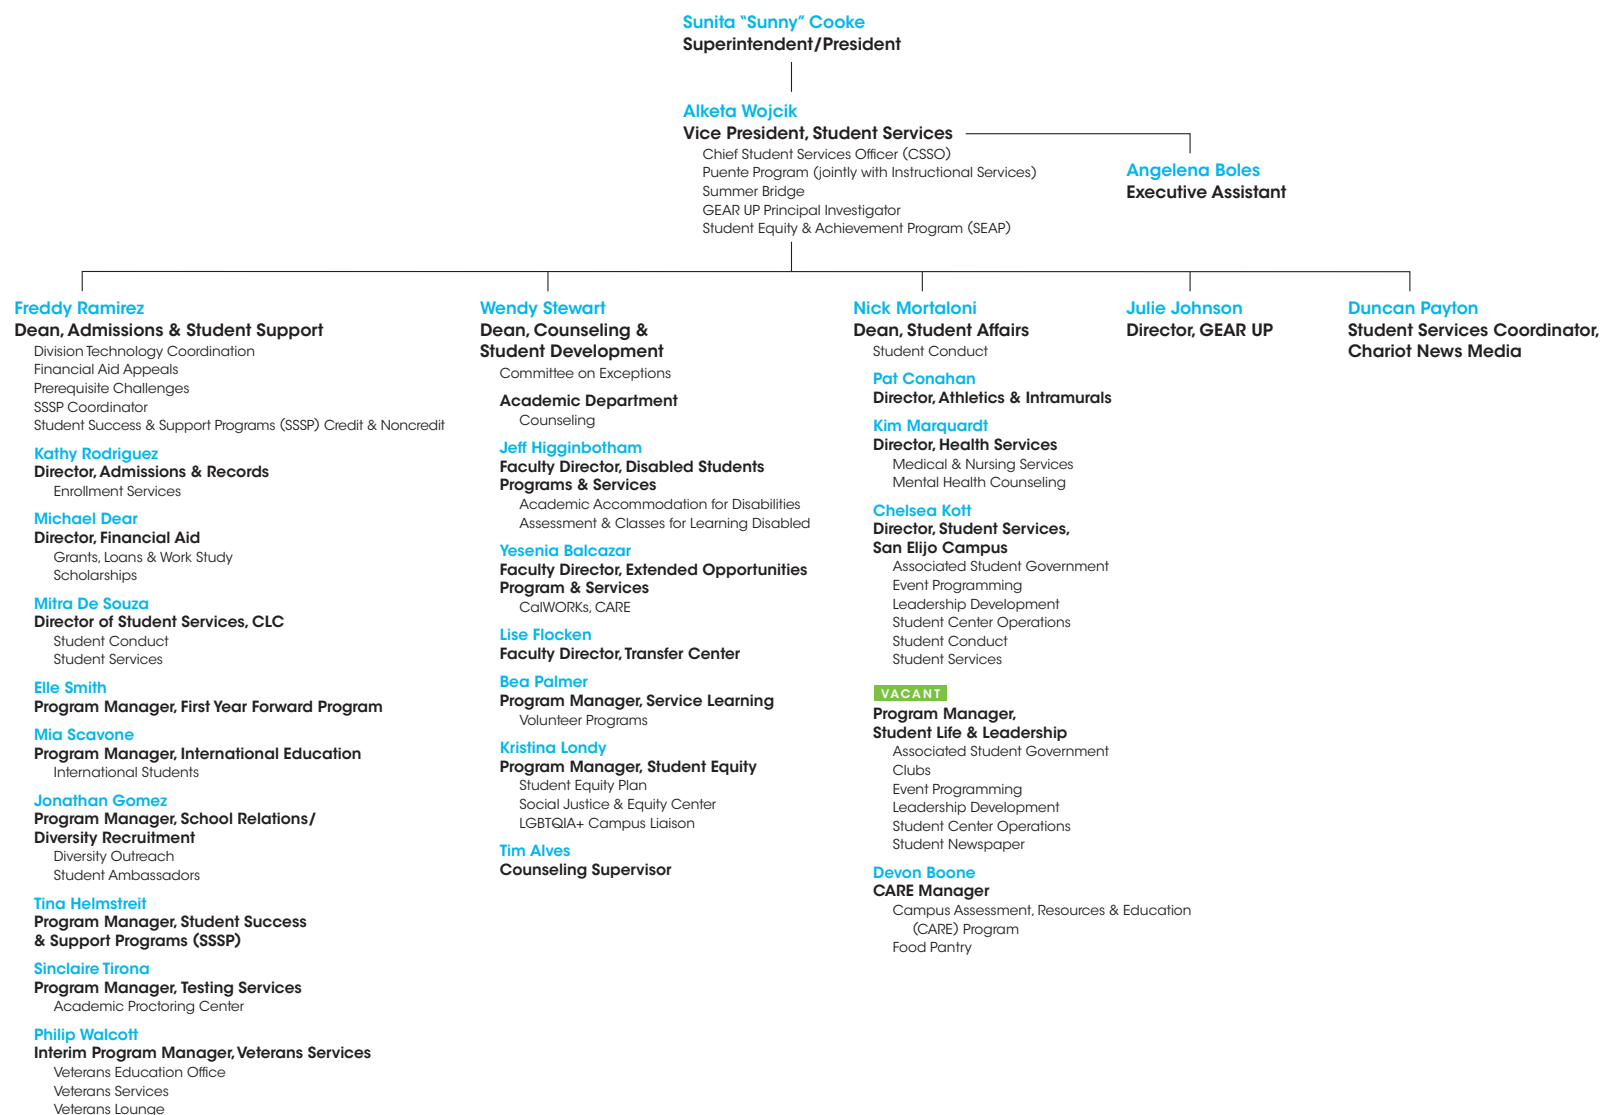 Sunita "Sunny" Cooke
Superintendent/President
Alketa Wojcik
Vice President, Student Services
Chief Student Services Officer (CSSO)
Puente Program (jointly with Instructional Services)
Summer Bridge
GEAR UP Principal Investigator
Student Equity & Achievement Program (SEAP)
Angelena Boles
Executive Assistant
Freddy Ramirez
Dean, Admissions & Student Support
Division Technology Coordination
Financial Aid Appeals
Prerequisite Challenges
SSSP Coordinator
Student Success & Support Programs (SSSP) Credit & Noncredit
Kathy Rodriguez
Director, Admissions & Records
Enrollment Services
Michael Dear
Director, Financial Aid
Grants, Loans & Work Study
Scholarships
Mitra De Souza
Director of Student Services, CLC
Student Conduct
Student Services
Elle Smith
Program Manager, First Year Forward Program
Mia Scavone
Program Manager, International Education
International Students
Jonathan Gomez
Program Manager, School Relations/
Diversity Recruitment
Diversity Outreach
Student Ambassadors
Tina Helmstreit
Program Manager, Student Success
& Support Programs (SSSP)
Sinclaire Tirona
Program Manager, Testing Services
Academic Proctoring Center
Philip Walcott
Interim Program Manager, Veterans Services
Veterans Education Office
Veterans Services
Veterans Lounge
Wendy Stewart
Dean, Counseling &
Student Development
Committee on Exceptions
Academic Department
Counseling
Jeff Higginbotham
Faculty Director, Disabled Students
Programs & Services
Academic Accommodation for Disabilities
Assessment & Classes for Learning Disabled
Yesenia Balcazar
Faculty Director, Extended Opportunities
Program & Services
CalWORKs, CARE
Lise Flocken
Faculty Director, Transfer Center
Bea Palmer
Program Manager, Service Learning
Volunteer Programs
Kristina Londy
Program Manager, Student Equity
Student Equity Plan
Social Justice & Equity Center
LGBTQIA+ Campus Liaison
Tim Alves
Counseling Supervisor
Nick Mortaloni
Dean, Student Affairs
Student Conduct
Pat Conahan
Director, Athletics & Intramurals
Kim Marquardt
Director, Health Services
Medical & Nursing Services
Mental Health Counseling
Chelsea Kott
Director, Student Services,
San Elijo Campus
Associated Student Government
Event Programming
Leadership Development
Student Center Operations
Student Conduct
Student Services
VACANT
Program Manager,
Student Life & Leadership
Associated Student Government
Clubs
Event Programming
Leadership Development
Student Center Operations
Student Newspaper
Devon Boone
CARE Manager
Campus Assessment, Resources & Education
(CARE) Program
Food Pantry
Julie Johnson
Director, GEAR UP
Duncan Payton
Student Services Coordinator,
Chariot News Media